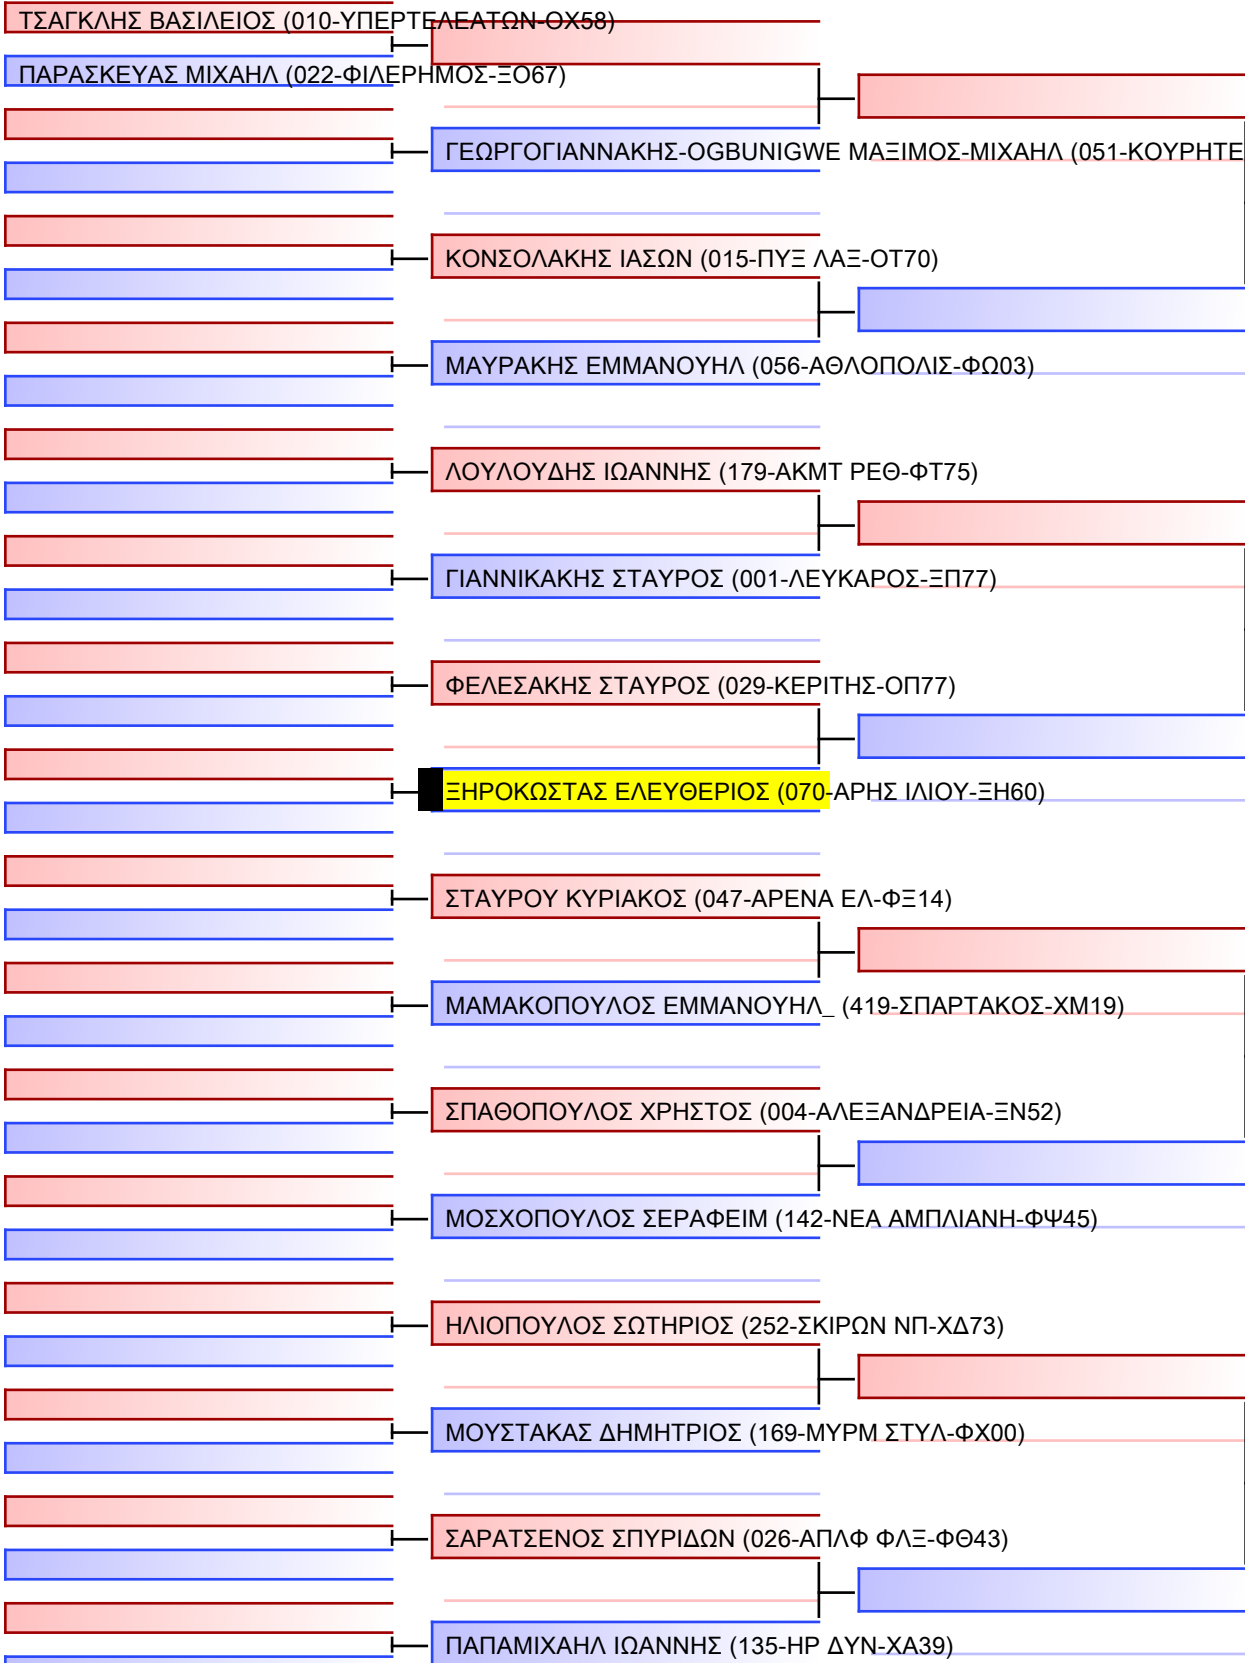 ΤΣΑΓΚΛΗΣ ΒΑΣΙΛΕΙΟΣ (010-ΥΠΕΡΤΕΛΕΑΤΩΝ-ΟΧ58)
ΠΑΡΑΣΚΕΥΑΣ ΜΙΧΑΗΛ (022-ΦΙΛΕΡΗΜΟΣ-ΞΟ67)
ΓΕΩΡΓΟΓΙΑΝΝΑΚΗΣ-OGBUNIGWE ΜΑΞΙΜΟΣ-ΜΙΧΑΗΛ (051-ΚΟΥΡΗΤΕ
ΚΟΝΣΟΛΑΚΗΣ ΙΑΣΩΝ (015-ΠΥΞ ΛΑΞ-ΟΤ70)
ΜΑΥΡΑΚΗΣ ΕΜΜΑΝΟΥΗΛ (056-ΑΘΛΟΠΟΛΙΣ-ΦΩ03)
ΛΟΥΛΟΥΔΗΣ ΙΩΑΝΝΗΣ (179-ΑΚΜΤ ΡΕΘ-ΦΤ75)
ΓΙΑΝΝΙΚΑΚΗΣ ΣΤΑΥΡΟΣ (001-ΛΕΥΚΑΡΟΣ-ΞΠ77)
ΦΕΛΕΣΑΚΗΣ ΣΤΑΥΡΟΣ (029-ΚΕΡΙΤΗΣ-ΟΠ77)
ΞΗΡΟΚΩΣΤΑΣ ΕΛΕΥΘΕΡΙΟΣ (070-ΑΡΗΣ ΙΛΙΟΥ-ΞΗ60)
ΣΤΑΥΡΟΥ ΚΥΡΙΑΚΟΣ (047-ΑΡΕΝΑ ΕΛ-ΦΞ14)
ΜΑΜΑΚΟΠΟΥΛΟΣ ΕΜΜΑΝΟΥΗΛ_ (419-ΣΠΑΡΤΑΚΟΣ-ΧΜ19)
ΣΠΑΘΟΠΟΥΛΟΣ ΧΡΗΣΤΟΣ (004-ΑΛΕΞΑΝΔΡΕΙΑ-ΞΝ52)
ΜΟΣΧΟΠΟΥΛΟΣ ΣΕΡΑΦΕΙΜ (142-ΝΕΑ ΑΜΠΛΙΑΝΗ-ΦΨ45)
ΗΛΙΟΠΟΥΛΟΣ ΣΩΤΗΡΙΟΣ (252-ΣΚΙΡΩΝ ΝΠ-ΧΔ73)
ΜΟΥΣΤΑΚΑΣ ΔΗΜΗΤΡΙΟΣ (169-ΜΥΡΜ ΣΤΥΛ-ΦΧ00)
ΣΑΡΑΤΣΕΝΟΣ ΣΠΥΡΙΔΩΝ (026-ΑΠΛΦ ΦΛΞ-ΦΘ43)
ΠΑΠΑΜΙΧΑΗΛ ΙΩΑΝΝΗΣ (135-ΗΡ ΔΥΝ-ΧΑ39)